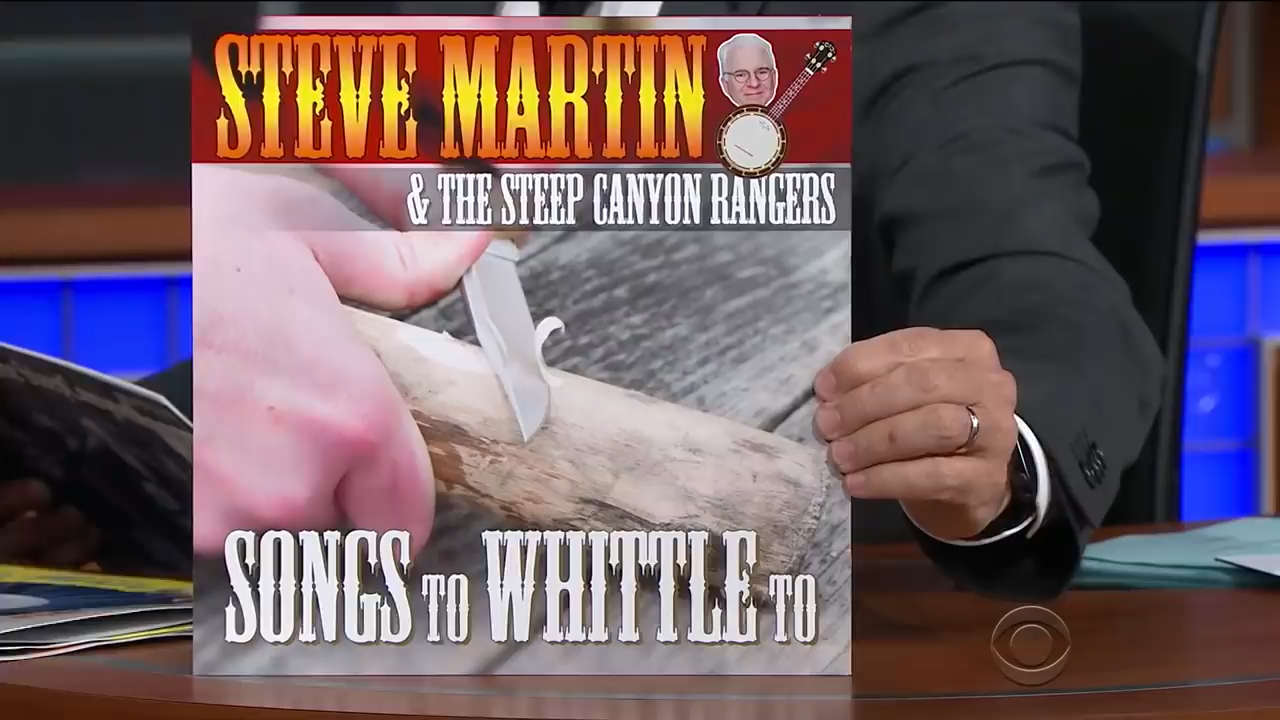 STEVE MARTIN
& THE STEEP CANYON RANGERS
SONGS TO WHITTLE TO